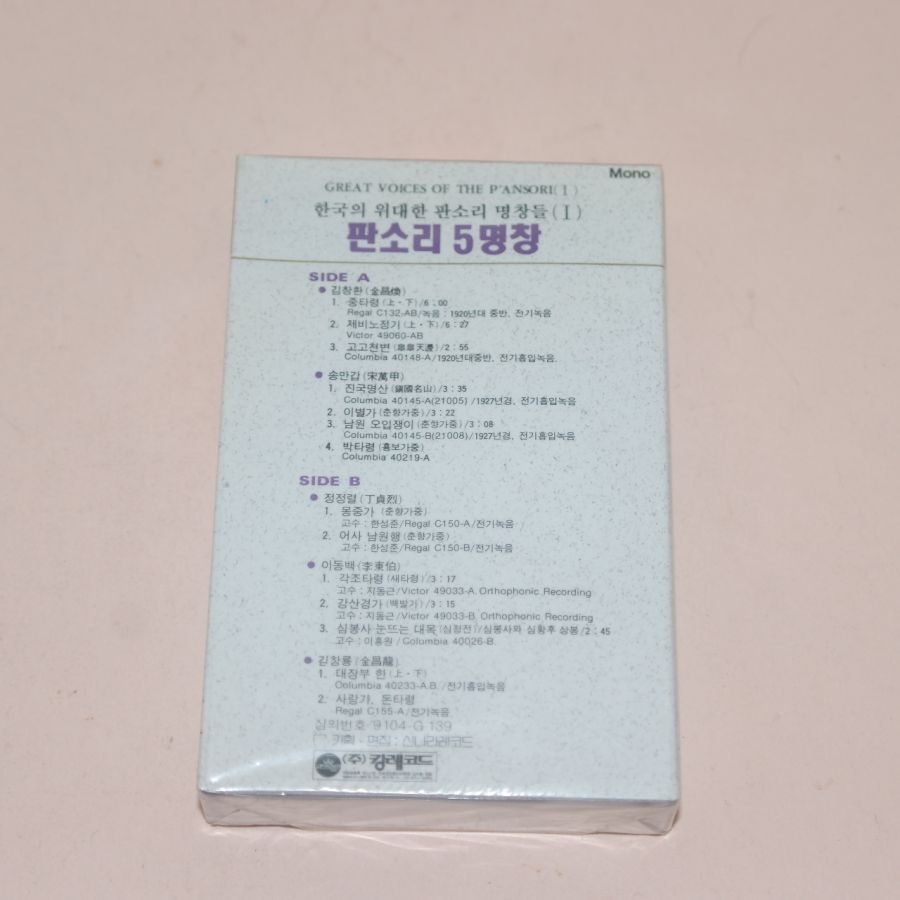 Mono
GREAT VOICES OF THE P'ANSORI(I)
한국의 위대한 판소리 명창들(I)
판소리 5명창
SIDE A
● 김창환(金昌煥)
1. 중타령(上·下)/6:00
Regal C132-AB/녹음: 1920년대 중반, 전기녹음
2. 제비노정기(上·下)/6:27
Victor 49060-AB
3. 고고천변(皐皐天邊)/2:55
Columbia 40148-A/1920년대중반, 전기흡입녹음.
● 송만갑(宋萬甲)
1. 진국명산(鎭國名山)/3:35
Columbia 40145-A(21005)/1927년경, 전기흡입녹음
2. 이별가(춘향가중)/3:22
3. 남원 오입쟁이(춘향가중)/3:08
Columbia 40145-B(21008)/1927년경, 전기흡입녹음
4. 박타령(흥보가중)
Columbia 40219-A
SIDE B
● 정정렬(丁貞烈)
1. 몽중가(춘향가중)
고수: 한성준/Regal C150-A/전기녹음
2. 어사 남원행(춘향가중)
고수: 한성준/Regal C150-B/전기녹음
● 이동백(李東伯)
1. 각조타령(새타령)/3:17
고수: 지동근/Victor 49033-A. Orthophonic Recording
2. 강산경가(백발가)/3:15
고수: 지동근/Victor 49033-B. Orthophonic Recording
3. 심봉사 눈뜨는 대목(심청전)/심봉사와 심황후 상봉/2:45
고수: 이흥원/Columbia 40026-B.
● 김창룡(金昌龍)
1. 대장부 한(上·下)
Columbia 40233-A.B./전기흡입녹음
2. 사랑가, 돈타령
Regal C155-A/전기녹음
심의번호 9104-G 139
기획·편집: 신나라레코드
(주) 킹레코드